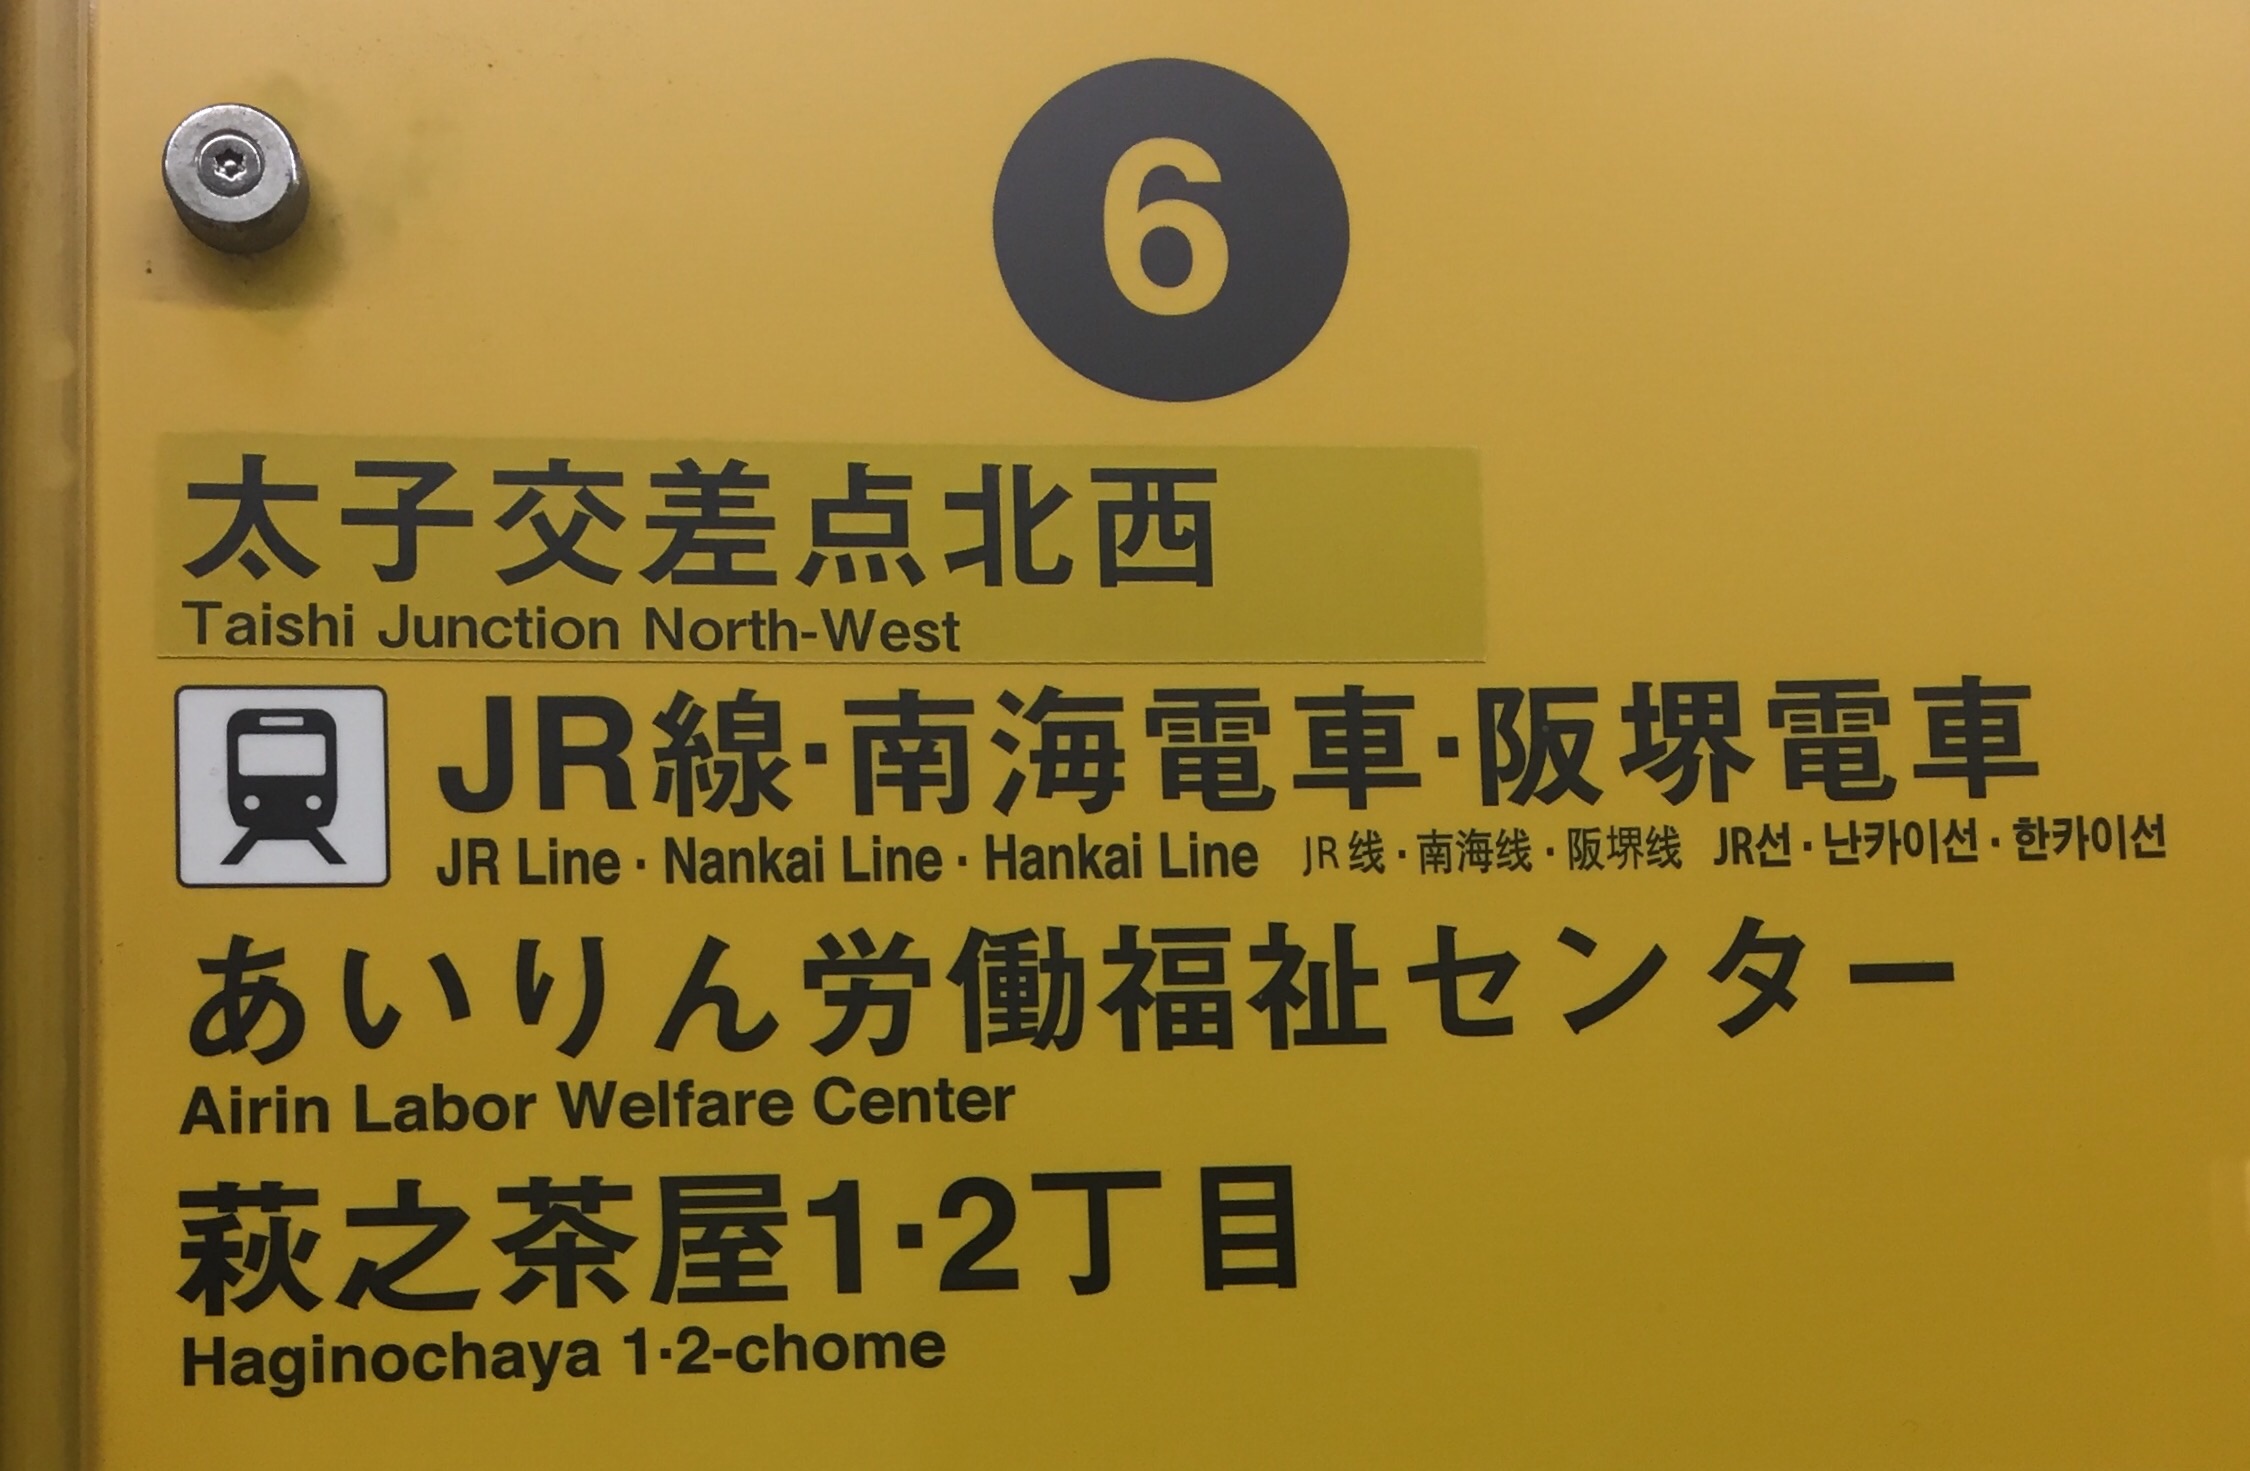 6
太子交差点北西
Taishi Junction North-West
JR線・南海電車・阪堺電車
JR Line・Nankai Line・Hankai Line JR线・南海线・阪堺线 JR선・난카이선・한카이선
あいりん労働福祉センター
Airin Labor Welfare Center
萩之茶屋1・2丁目
Haginochaya 1・2-chome